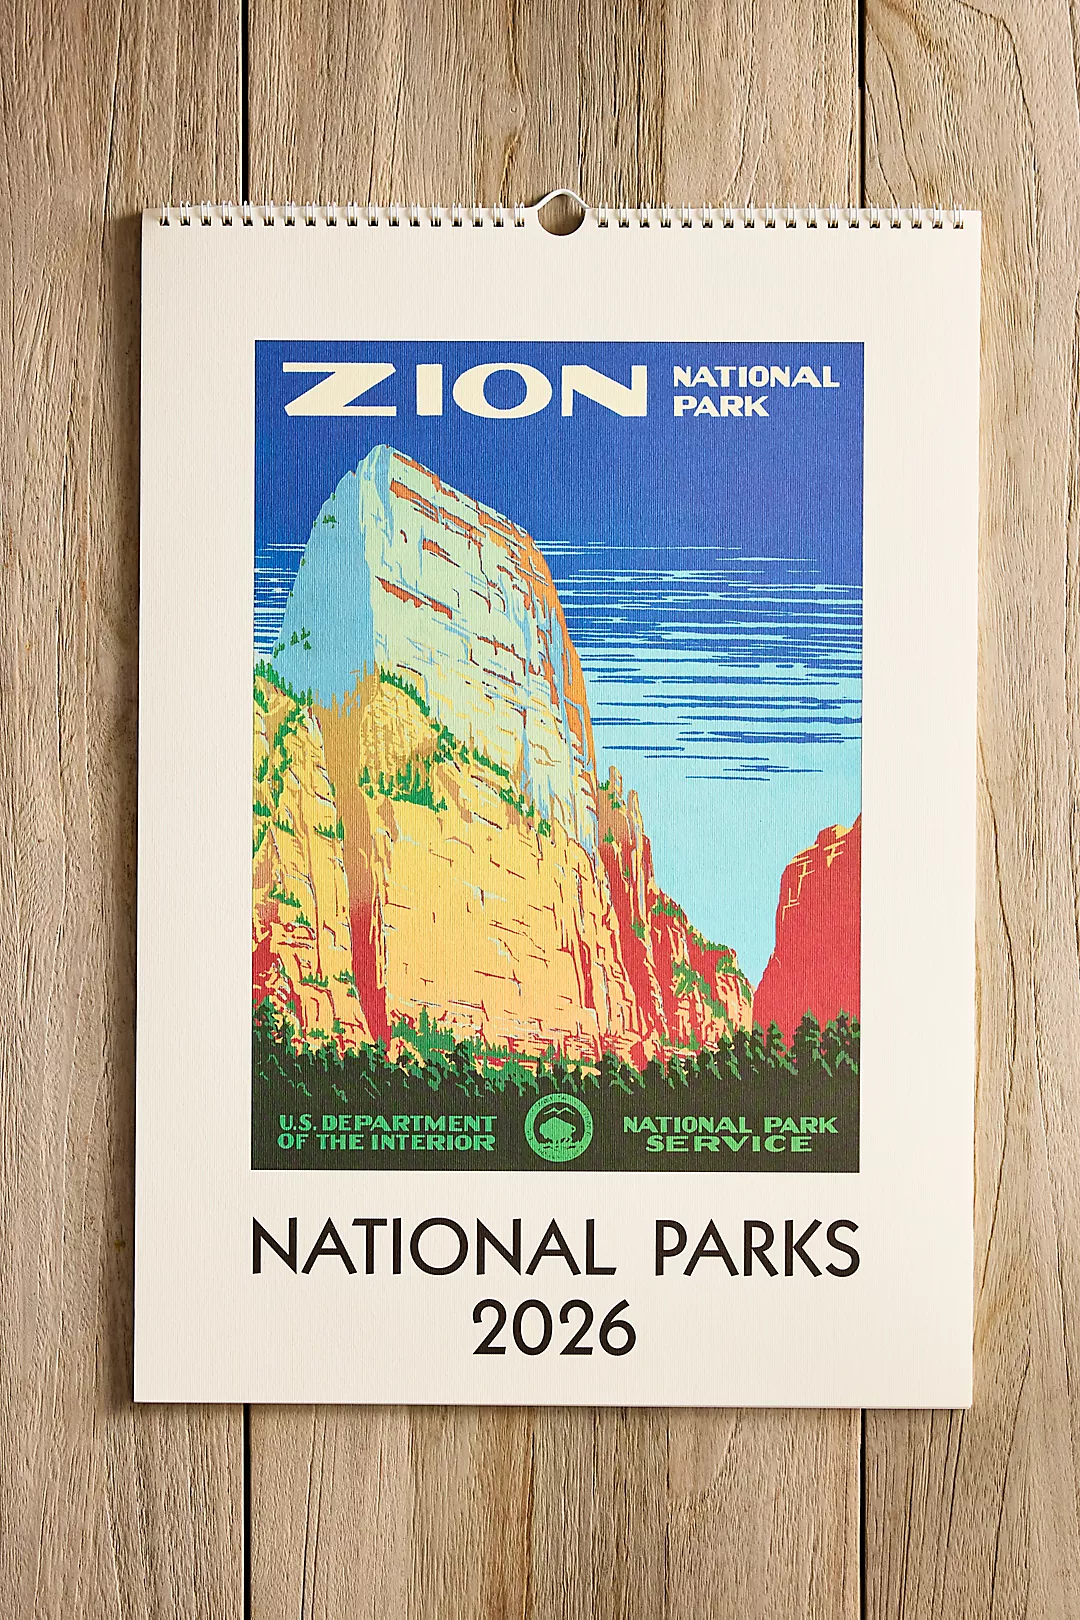 ZION NATIONAL
PARK
U.S. DEPARTMENT
OF THE INTERIOR
NATIONAL PARK
SERVICE
NATIONAL PARKS
2026